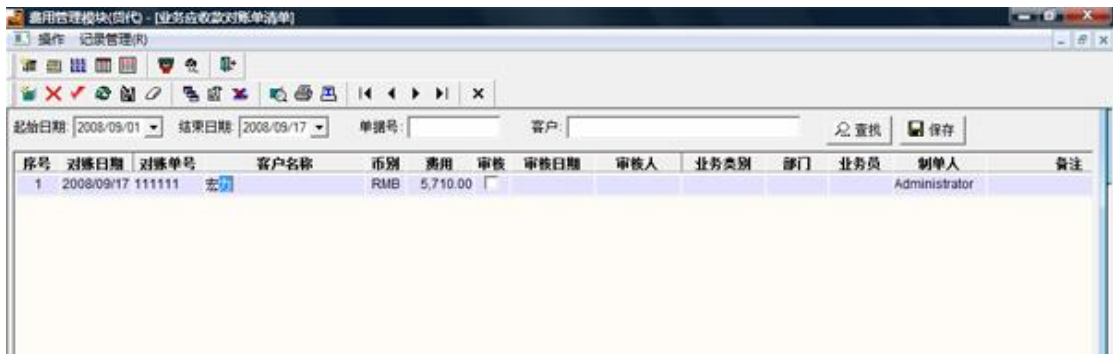 费用管理模块(货代) - [业务应收款对账单清单]
操作 记录管理(R)
起始日期: 2008/09/01 结束日期: 2008/09/17 单据号: 客户: 查找 保存
序号 对账日期 对账单号 客户名称 币别 费用 审核 审核日期 审核人 业务类别 部门 业务员 制单人 备注
1 2008/09/17 111111 宏力 RMB 5,710.00 Administrator